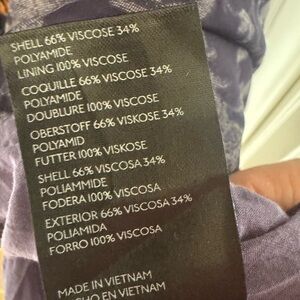 SHELL 66% VISCOSE 34%
POLYAMIDE
LINING 100% VISCOSE
COQUILLE 66% VISCOSE 34%
POLYAMIDE
DOUBLURE 100% VISCOSE
OBERSTOFF 66% VISKOSE 34%
POLYAMID
FUTTER 100% VISKOSE
SHELL 66% VISCOSA 34%
POLIAMMIDE
FODERA 100% VISCOSA
EXTERIOR 66% VISCOSA 34%
POLIAMIDA
FORRO 100% VISCOSA
MADE IN VIETNAM
CHO EN VIETNAM